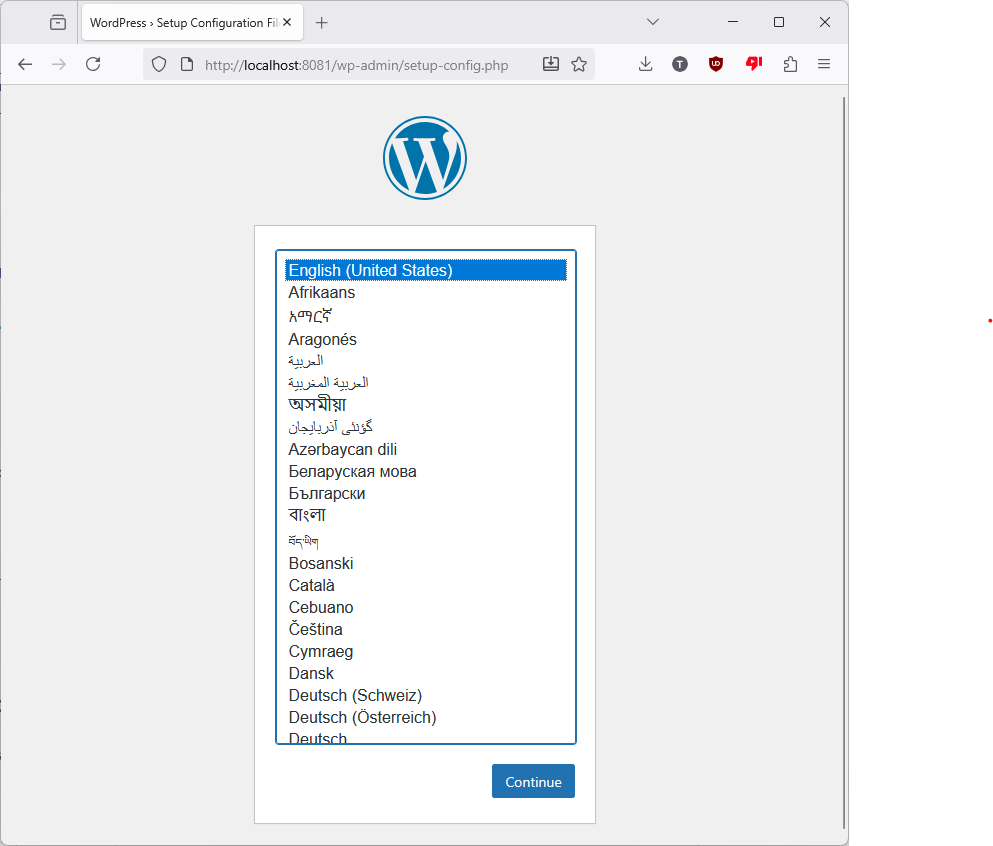 WordPress › Setup Configuration Fil
http://localhost:8081/wp-admin/setup-config.php
English (United States)
Afrikaans
አማርኛ
Aragonés
العربية
العربية المغربية
অসমীয়া
گؤنئی آذربایجان
Azərbaycan dili
Беларуская мова
Български
বাংলা
བོད་ཡིག
Bosanski
Català
Cebuano
Čeština
Cymraeg
Dansk
Deutsch (Schweiz)
Deutsch (Österreich)
Deutsch
Continue